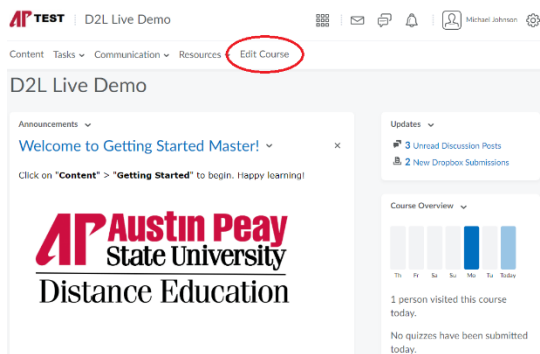 AP TEST D2L Live Demo Michael Johnson
Content Tasks Communication Resources Edit Course
D2L Live Demo
Announcements
Welcome to Getting Started Master!
Click on "Content" > "Getting Started" to begin. Happy learning!
AP Austin Peay
State University
Distance Education
Updates
3 Unread Discussion Posts
2 New Dropbox Submissions
Course Overview
Th Fr Sa Su Mo Tu Today
1 person visited this course
today.
No quizzes have been submitted
today.